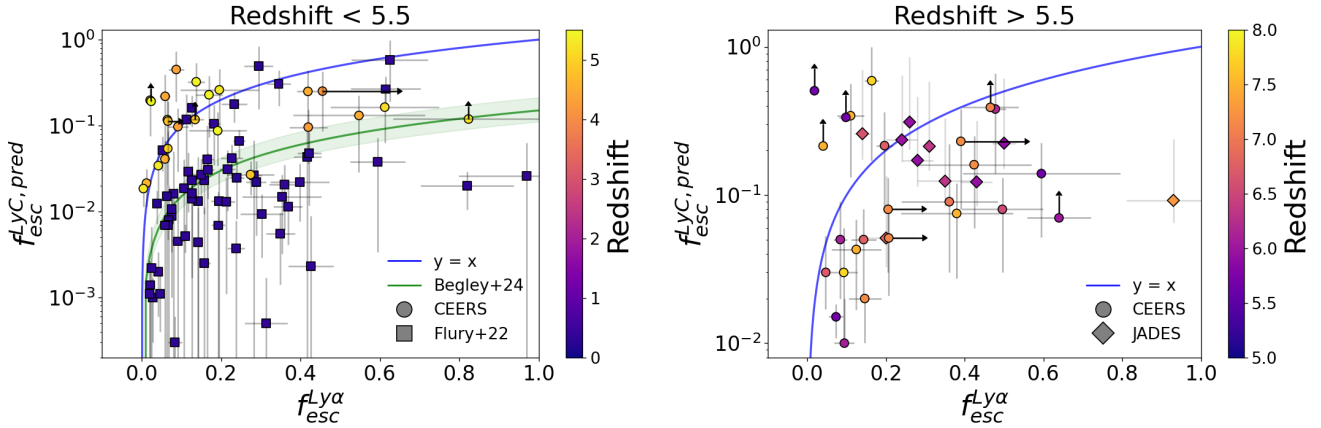 Redshift < 5.5
10^0
10^-1
10^-2
10^-3
f_esc^LyC, pred
0.0 0.2 0.4 0.6 0.8 1.0
f_esc^Lyα
y = x
Begley+24
CEERS
Flury+22
5
4
3
2
1
0
Redshift
Redshift > 5.5
10^0
10^-1
10^-2
f_esc^LyC, pred
0.0 0.2 0.4 0.6 0.8 1.0
f_esc^Lyα
y = x
CEERS
JADES
8.0
7.5
7.0
6.5
6.0
5.5
5.0
Redshift